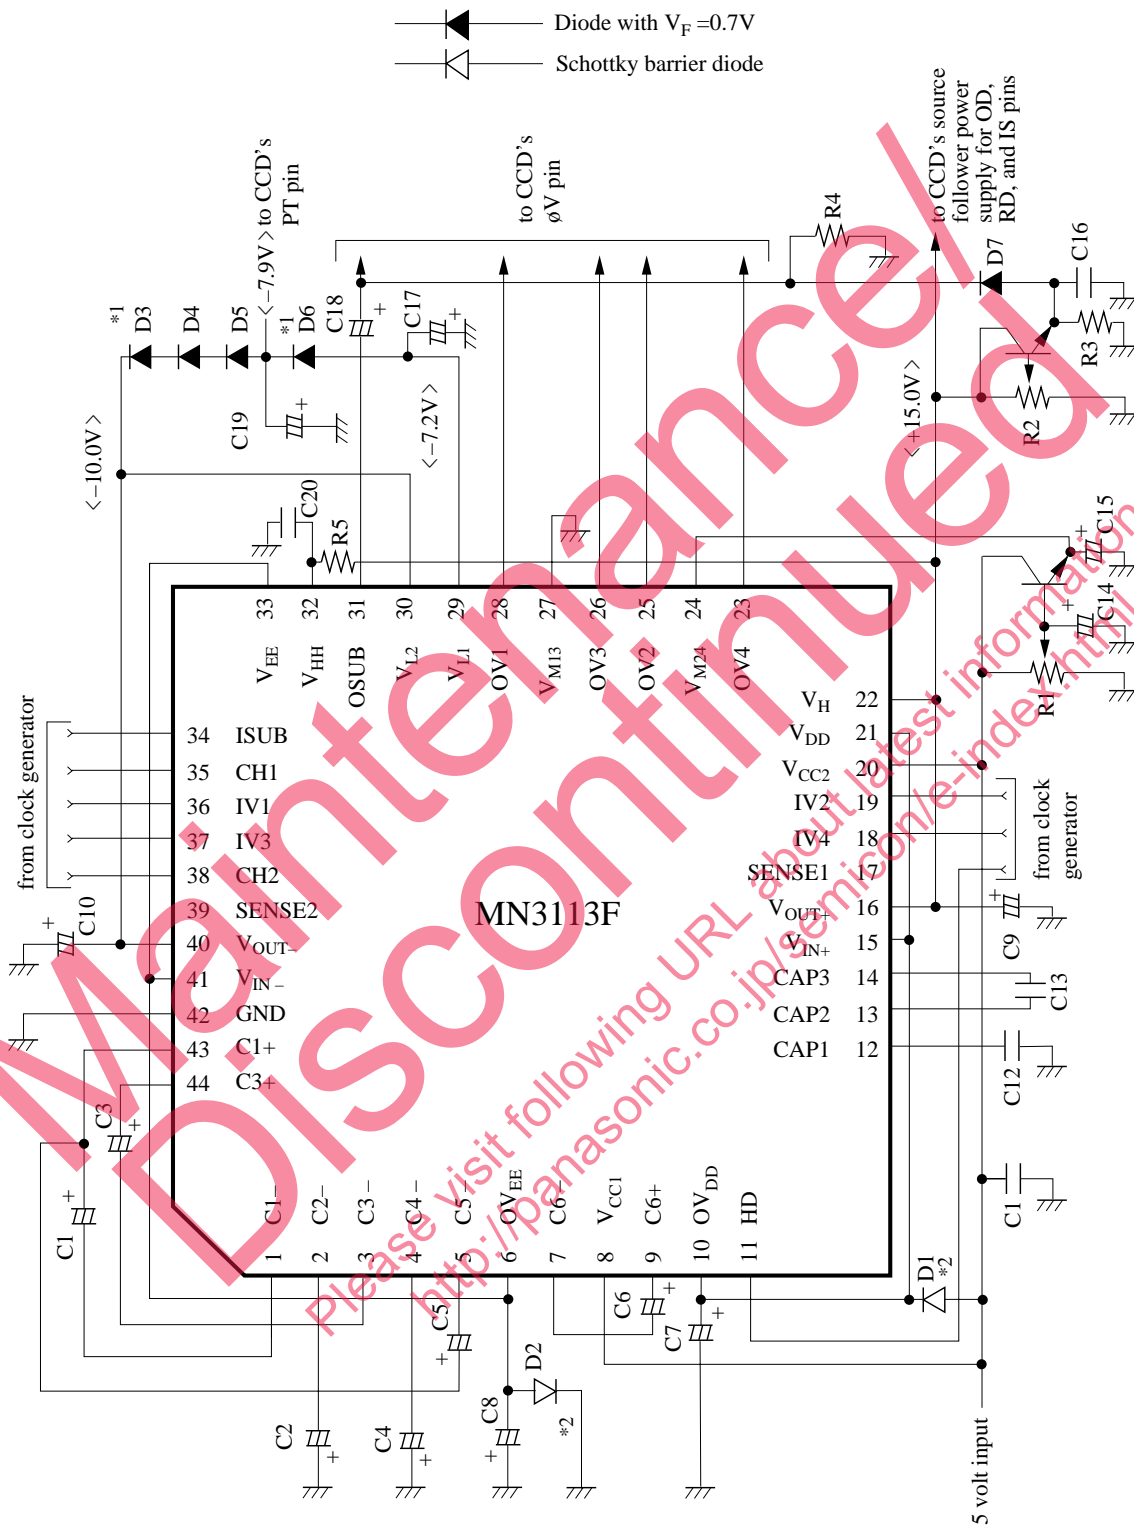 Diode with VF =0.7V
Schottky barrier diode
to CCD's source
follower power
supply for OD,
RD, and IS pins
<–7.9V> to CCD's
PT pin
to CCD's
øV pin
R4
D7
C16
*1
D3
D4
D5
*1
D6
C18
+
C17
+
C19
+
R3
R2
<–10.0V>
<–7.2V>
<+15.0V>
C20
R5
C15
+
C14
+
R1
33
32
31
30
29
28
27
26
25
24
23
VEE
VHH
OSUB
VL2
VL1
OV1
VM13
OV3
OV2
VM24
OV4
from clock generator
34 ISUB
35 CH1
36 IV1
37 IV3
38 CH2
39 SENSE2
40 VOUT–
41 VIN –
42 GND
43 C1+
44 C3+
C10
+
MN3113F
VH 22
VDD 21
VCC2 20
IV2 19
IV4 18
SENSE1 17
VOUT+ 16
VIN+ 15
CAP3 14
CAP2 13
CAP1 12
from clock
generator
C9
+
C13
C12
C1
C3
+
C1
+
C1–
C2–
C3 –
C4 –
C5 –
OVEE
C6 –
VCC1
C6+
OVDD
HD
1
2
3
4
5
6
7
8
9
10
11
C5
+
C6
+
C7
+
D1
*2
D2
*2
C2
+
C4
+
C8
+
5 volt input
Maintenance/
Discontinued
Please visit following URL about latest information
http://panasonic.co.jp/semicon/e-index.html